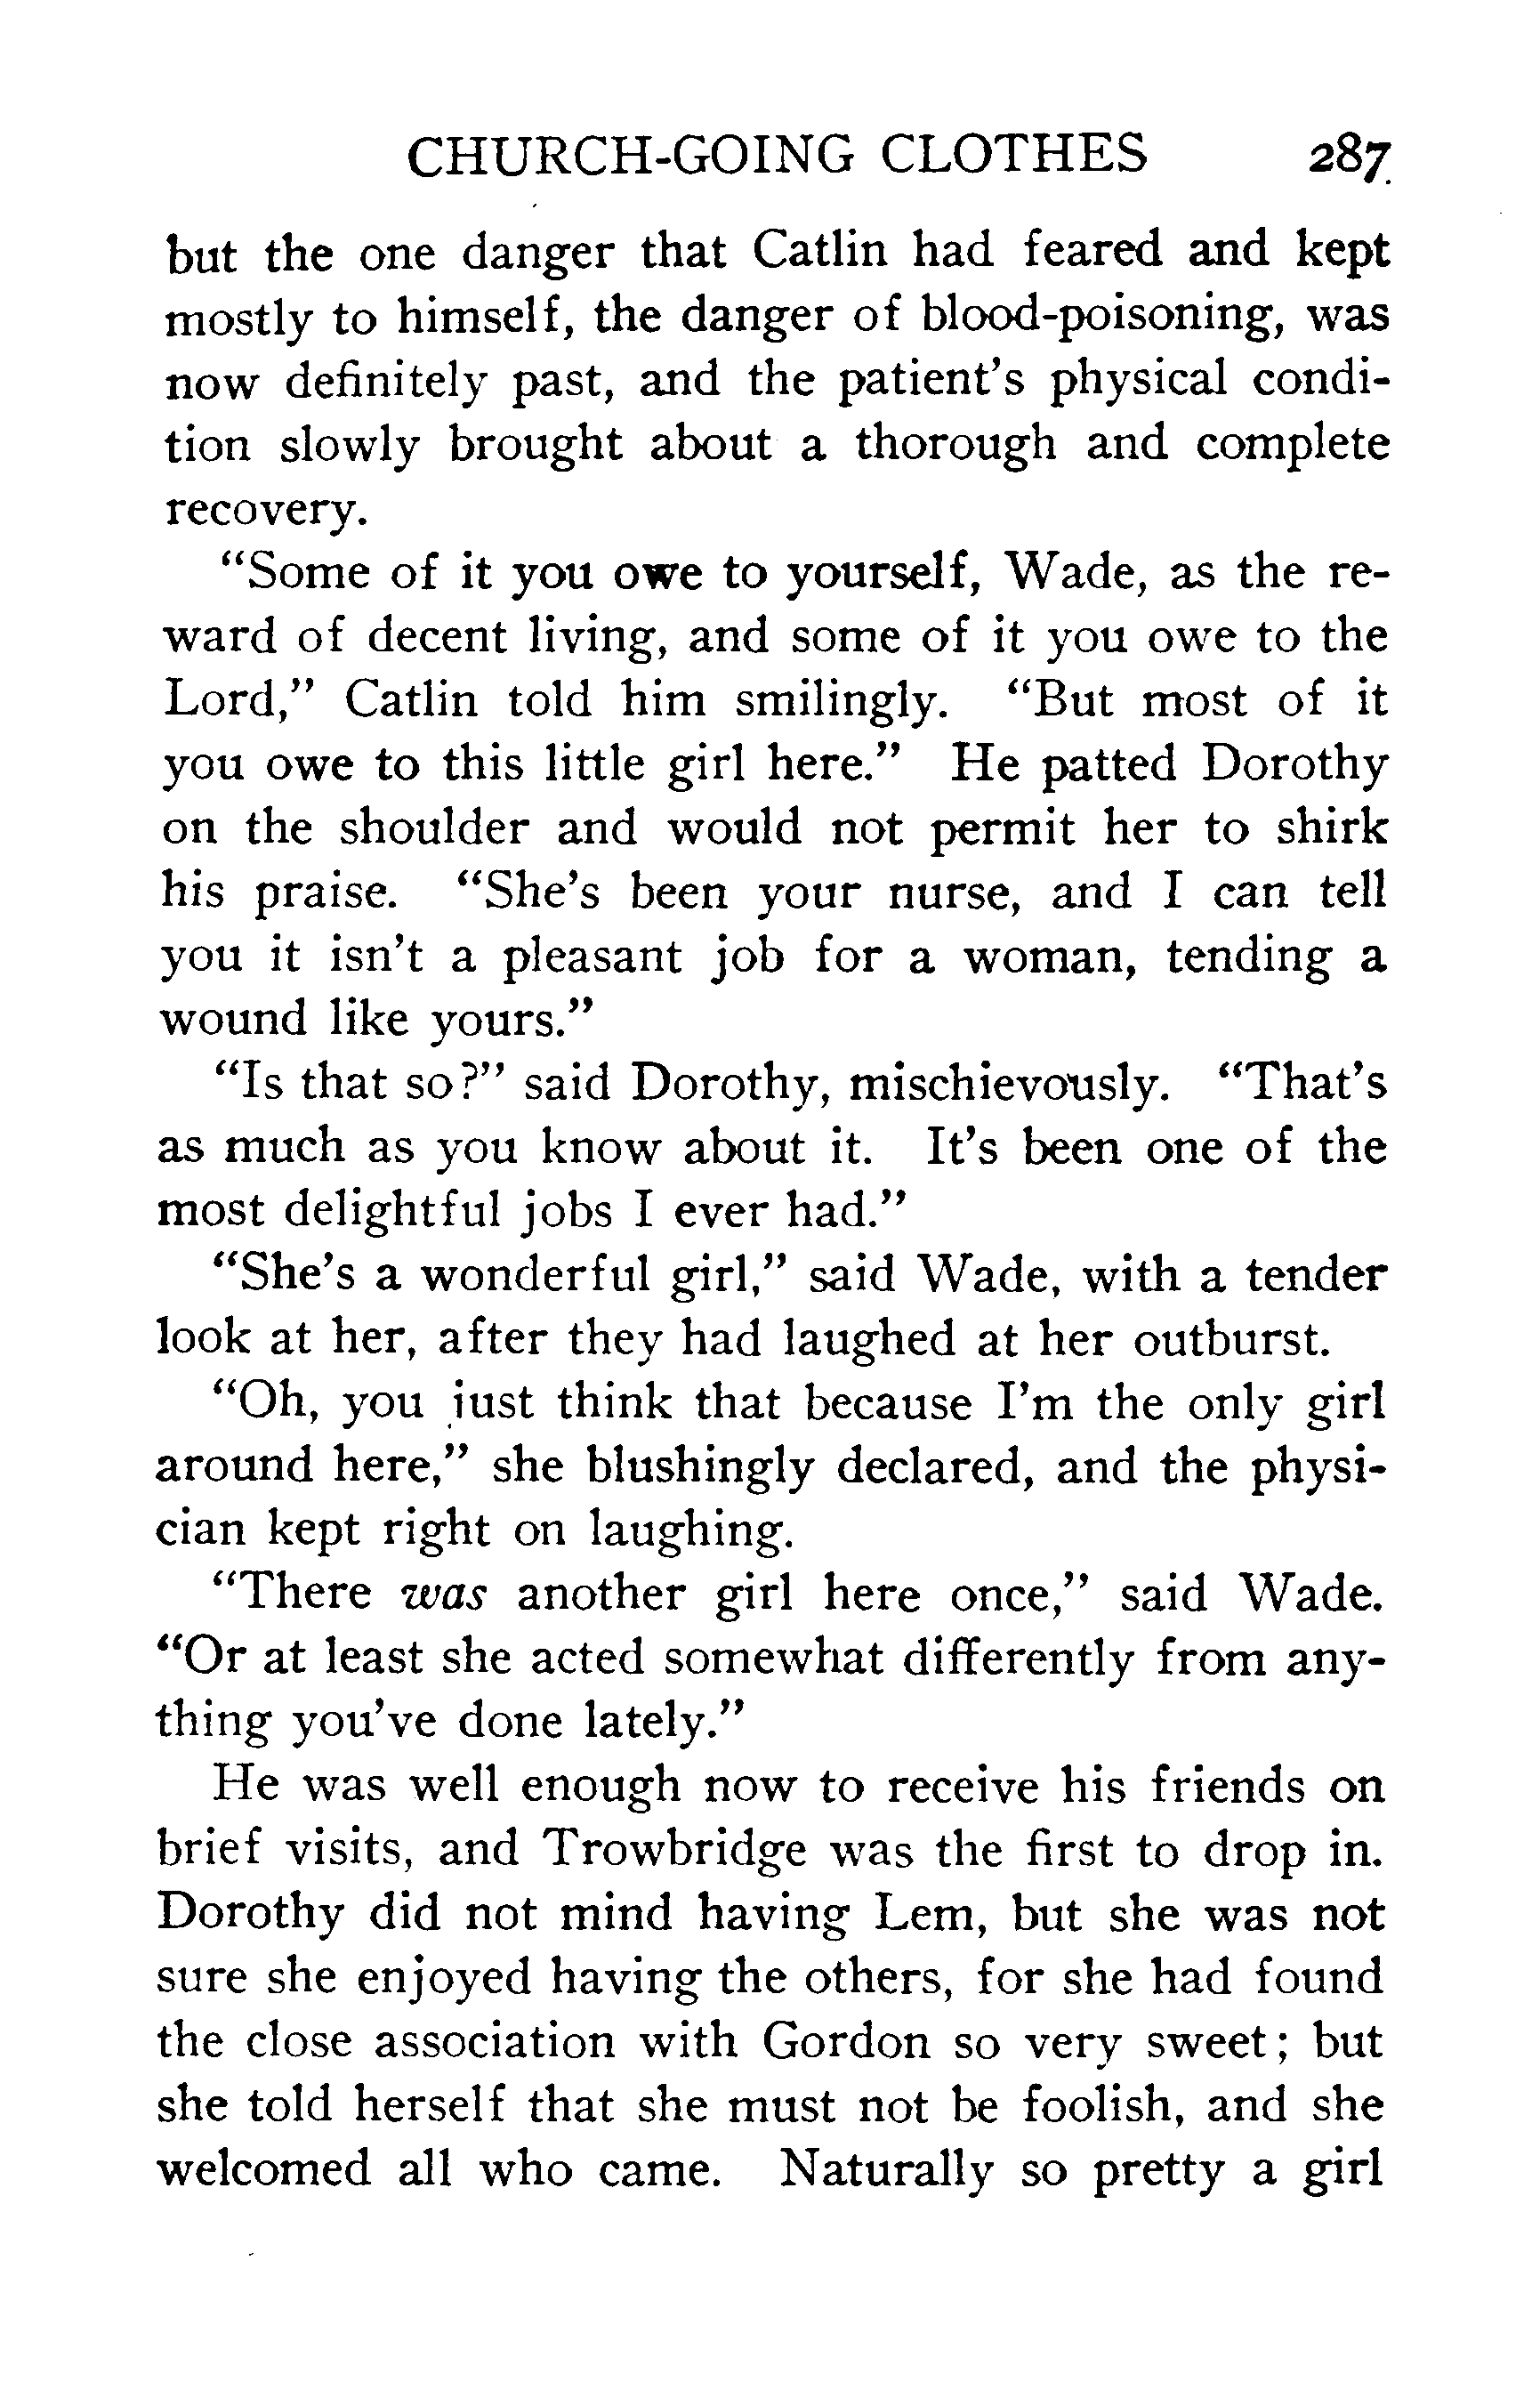 CHURCH-GOING CLOTHES 287
but the one danger that Catlin had feared and kept
mostly to himself, the danger of blood-poisoning, was
now definitely past, and the patient's physical condi-
tion slowly brought about a thorough and complete
recovery.
"Some of it you owe to yourself, Wade, as the re-
ward of decent living, and some of it you owe to the
Lord," Catlin told him smilingly. "But most of it
you owe to this little girl here." He patted Dorothy
on the shoulder and would not permit her to shirk
his praise. "She's been your nurse, and I can tell
you it isn't a pleasant job for a woman, tending a
wound like yours."
"Is that so?" said Dorothy, mischievously. "That's
as much as you know about it. It's been one of the
most delightful jobs I ever had."
"She's a wonderful girl," said Wade, with a tender
look at her, after they had laughed at her outburst.
"Oh, you just think that because I'm the only girl
around here," she blushingly declared, and the physi-
cian kept right on laughing.
"There was another girl here once," said Wade.
"Or at least she acted somewhat differently from any-
thing you've done lately."
He was well enough now to receive his friends on
brief visits, and Trowbridge was the first to drop in.
Dorothy did not mind having Lem, but she was not
sure she enjoyed having the others, for she had found
the close association with Gordon so very sweet; but
she told herself that she must not be foolish, and she
welcomed all who came. Naturally so pretty a girl